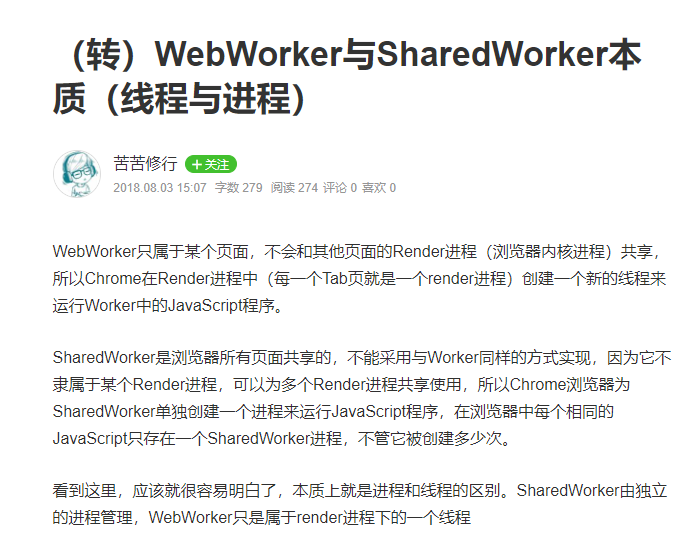 （转）WebWorker与SharedWorker本
质（线程与进程）
苦苦修行 +关注
2018.08.03 15:07 字数 279 阅读 274 评论 0 喜欢 0
WebWorker只属于某个页面，不会和其他页面的Render进程（浏览器内核进程）共享，
所以Chrome在Render进程中（每一个Tab页就是一个render进程）创建一个新的线程来
运行Worker中的JavaScript程序。
SharedWorker是浏览器所有页面共享的，不能采用与Worker同样的方式实现，因为它不
隶属于某个Render进程，可以为多个Render进程共享使用，所以Chrome浏览器为
SharedWorker单独创建一个进程来运行JavaScript程序，在浏览器中每个相同的
JavaScript只存在一个SharedWorker进程，不管它被创建多少次。
看到这里，应该就很容易明白了，本质上就是进程和线程的区别。SharedWorker由独立
的进程管理，WebWorker只是属于render进程下的一个线程